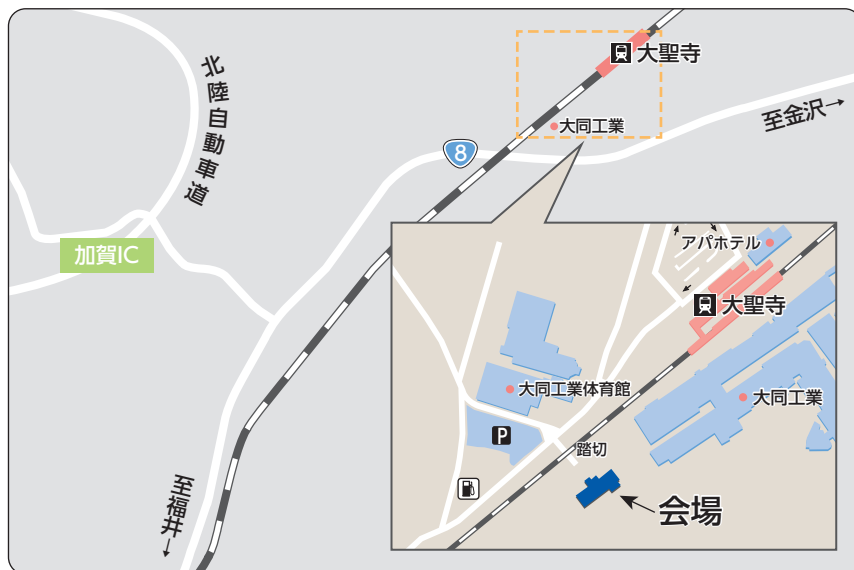 北陸自動車道
大聖寺
大同工業
至金沢→
8
加賀IC
至福井→
アパホテル
大聖寺
大同工業
大同工業体育館
P
踏切
会場